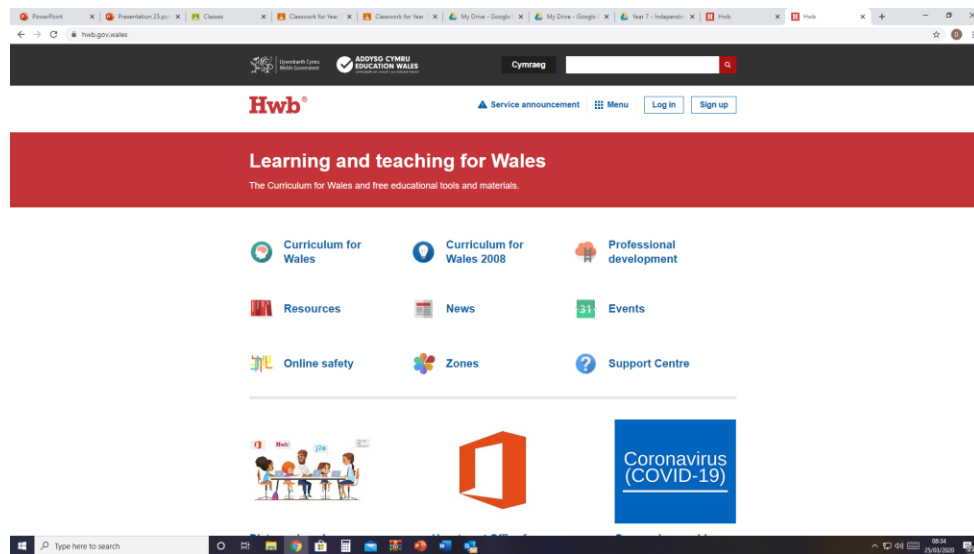 PowerPoint
Presentation 25.pp
Classes
Classwork for Year
Classwork for Year
My Drive - Google
My Drive - Google
Year 7 - Independe
Hwb
Hwb
hwb.gov.wales
Llywodraeth Cymru
Welsh Government
ADDYSG CYMRU
EDUCATION WALES
Cymraeg
Hwb
Service announcement
Menu
Log in
Sign up
Learning and teaching for Wales
The Curriculum for Wales and free educational tools and materials.
Curriculum for
Wales
Curriculum for
Wales 2008
Professional
development
Resources
News
31
Events
Online safety
Zones
Support Centre
Hwb
j2e
Coronavirus
(COVID-19)
Type here to search
08:34
25/03/2020